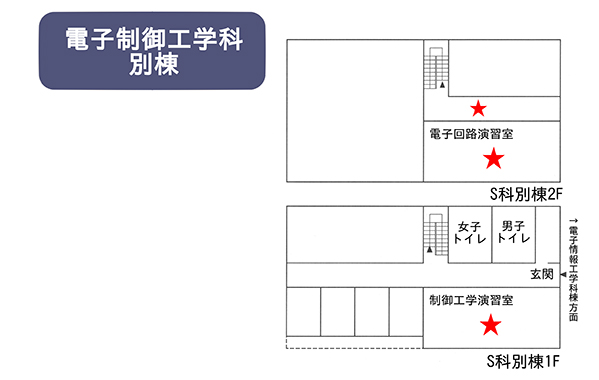 電子制御工学科
別棟
電子回路演習室
S科別棟2F
女子
トイレ
男子
トイレ
玄関
→電子情報工学科棟方面
制御工学演習室
S科別棟1F